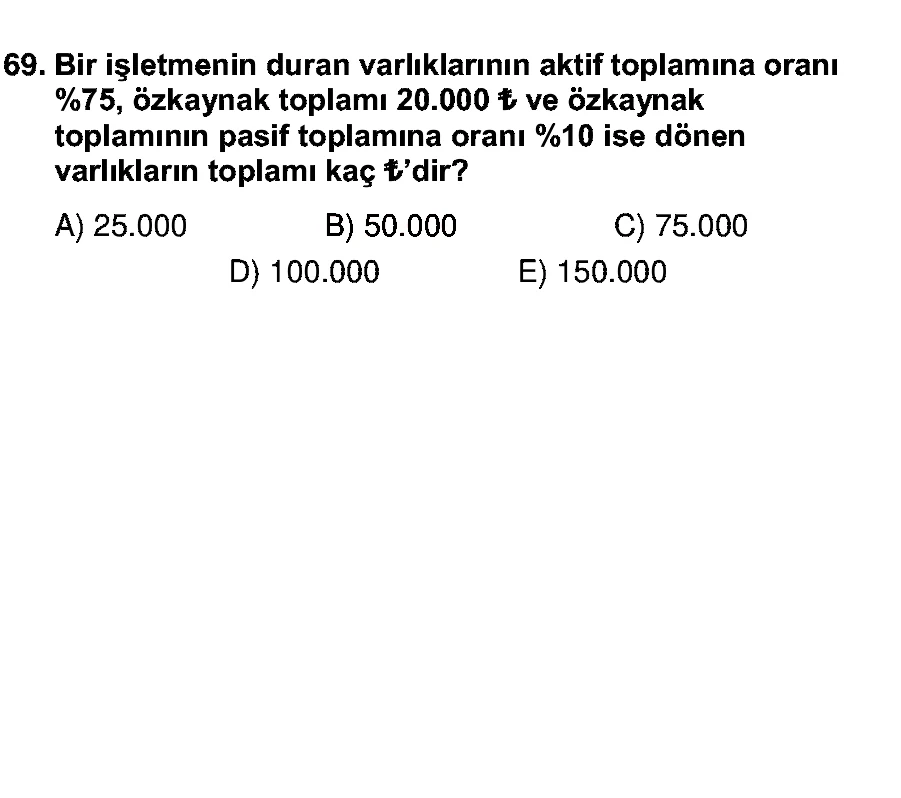 69. Bir işletmenin duran varlıklarının aktif toplamına oranı
%75, özkaynak toplamı 20.000 ₺ ve özkaynak
toplamının pasif toplamına oranı %10 ise dönen
varlıkların toplamı kaç ₺’dir?
A) 25.000 B) 50.000 C) 75.000
D) 100.000 E) 150.000